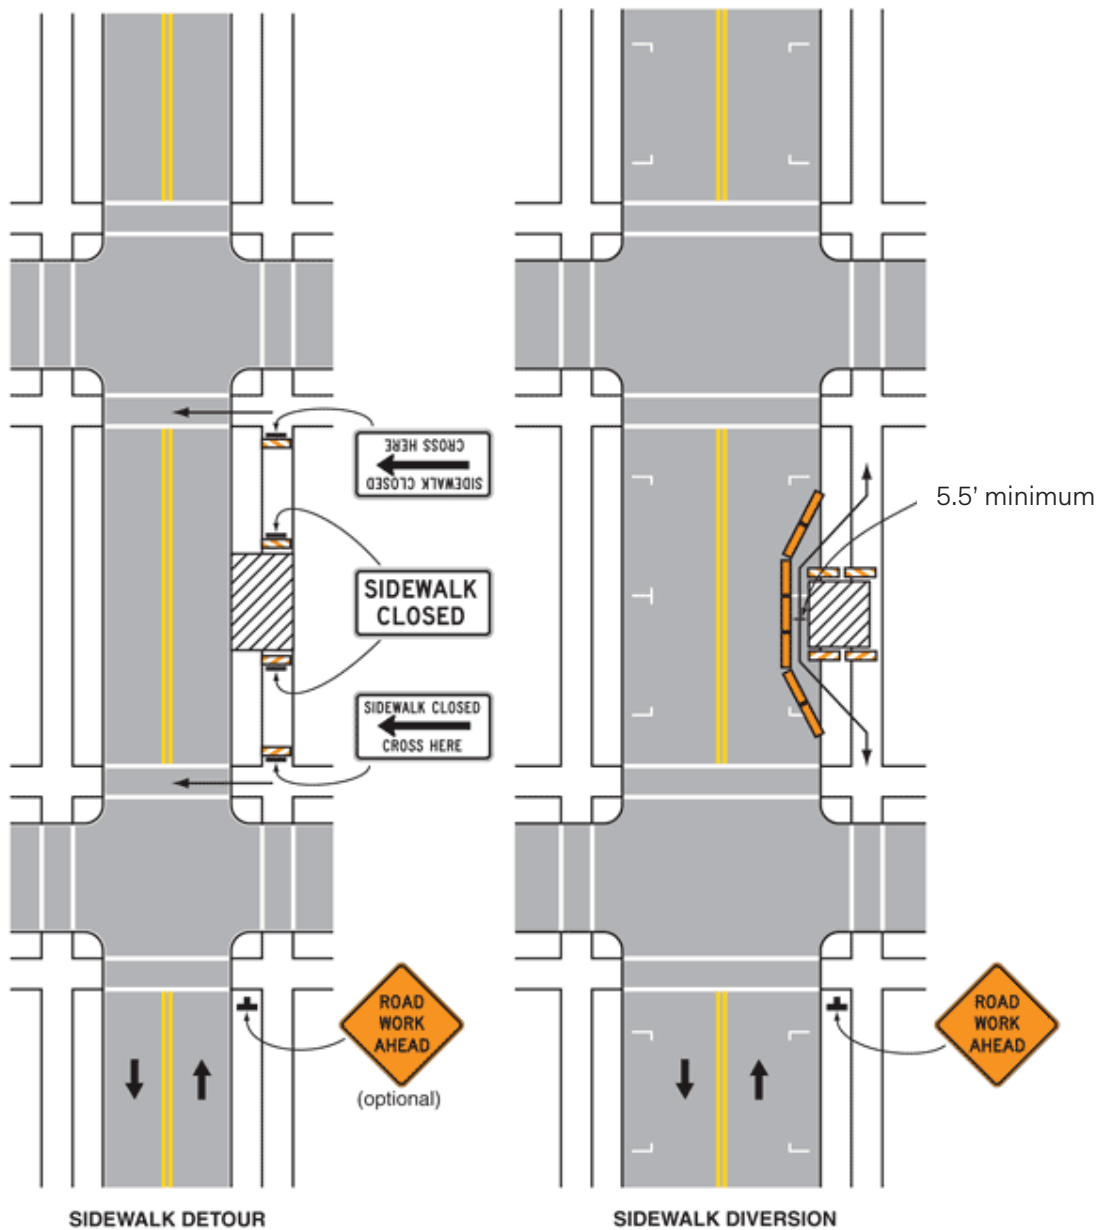 CROSS HERE
SIDEWALK CLOSED
SIDEWALK
CLOSED
SIDEWALK CLOSED
CROSS HERE
ROAD
WORK
AHEAD
(optional)
SIDEWALK DETOUR
5.5’ minimum
ROAD
WORK
AHEAD
SIDEWALK DIVERSION